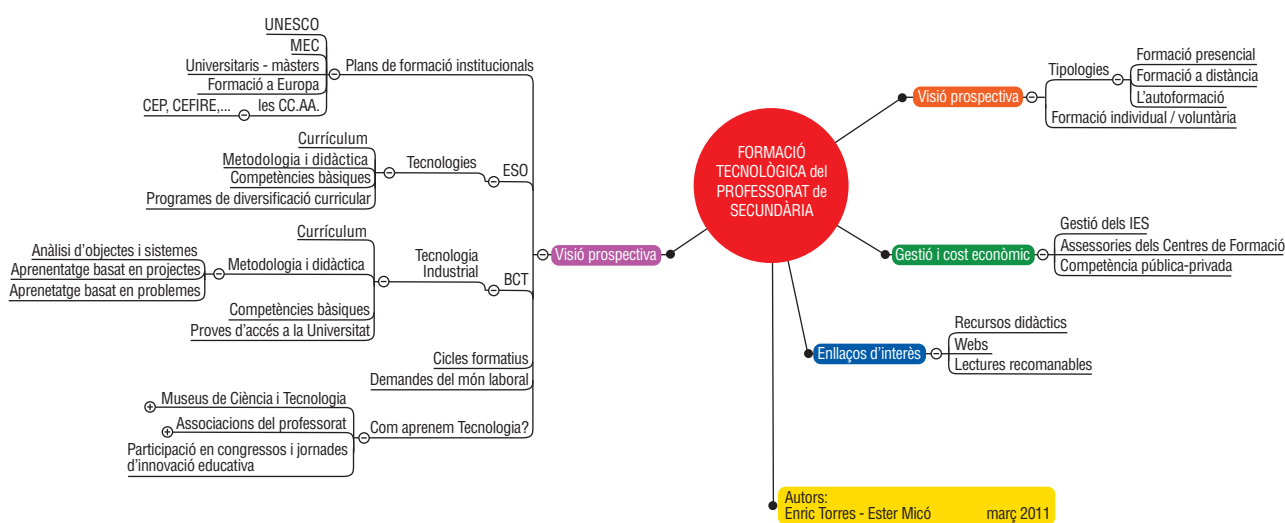 FORMACIÓ
TECNOLÒGICA del
PROFESSORAT de
SECUNDÀRIA
Visió prospectiva
Tipologies
Formació presencial
Formació a distància
L'autoformació
Formació individual / voluntària
Gestió i cost econòmic
Gestió dels IES
Assessories dels Centres de Formació
Competència pública-privada
Enllaços d'interès
Recursos didàctics
Webs
Lectures recomanables
Autors:
Enric Torres - Ester Micó març 2011
Visió prospectiva
Plans de formació institucionals
UNESCO
MEC
Universitaris - màsters
Formació a Europa
les CC.AA.
CEP, CEFIRE,...
ESO
Tecnologies
Currículum
Metodologia i didàctica
Competències bàsiques
Programes de diversificació curricular
BCT
Tecnologia
Industrial
Currículum
Metodologia i didàctica
Anàlisi d'objectes i sistemes
Aprenentatge basat en projectes
Aprenetatge basat en problemes
Competències bàsiques
Proves d'accés a la Universitat
Cicles formatius
Demandes del món laboral
Com aprenem Tecnologia?
Museus de Ciència i Tecnologia
Associacions del professorat
Participació en congressos i jornades
d'innovació educativa